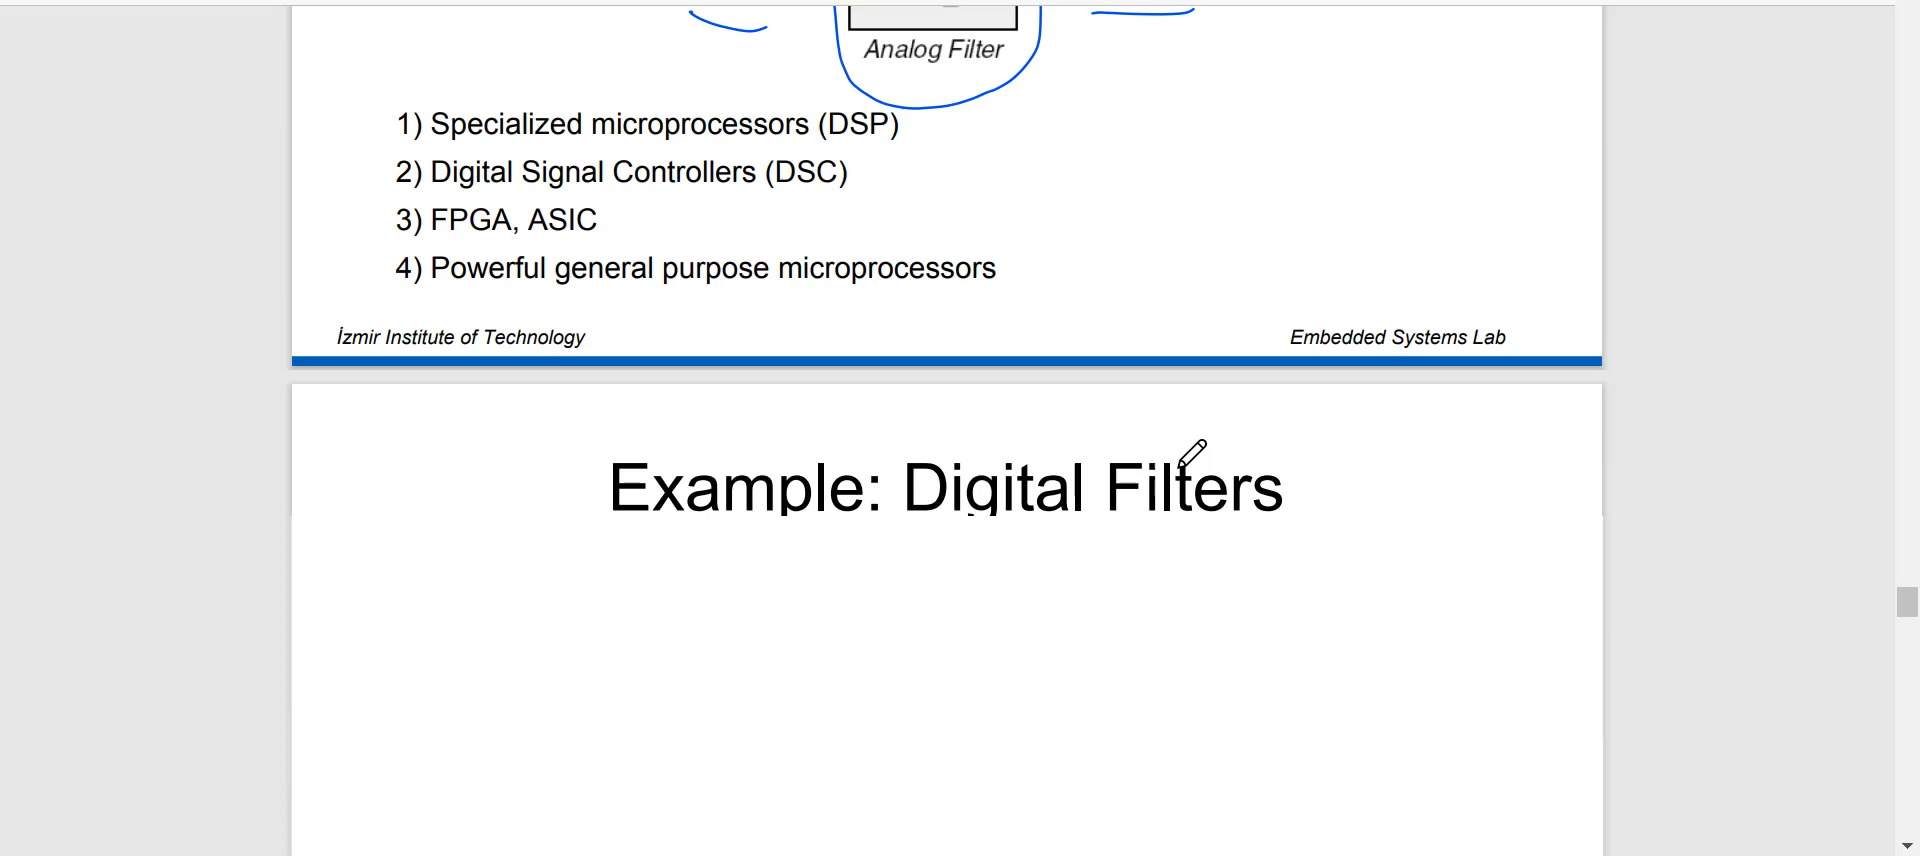 Analog Filter
1) Specialized microprocessors (DSP)
2) Digital Signal Controllers (DSC)
3) FPGA, ASIC
4) Powerful general purpose microprocessors
İzmir Institute of Technology
Embedded Systems Lab
Example: Digital Filters